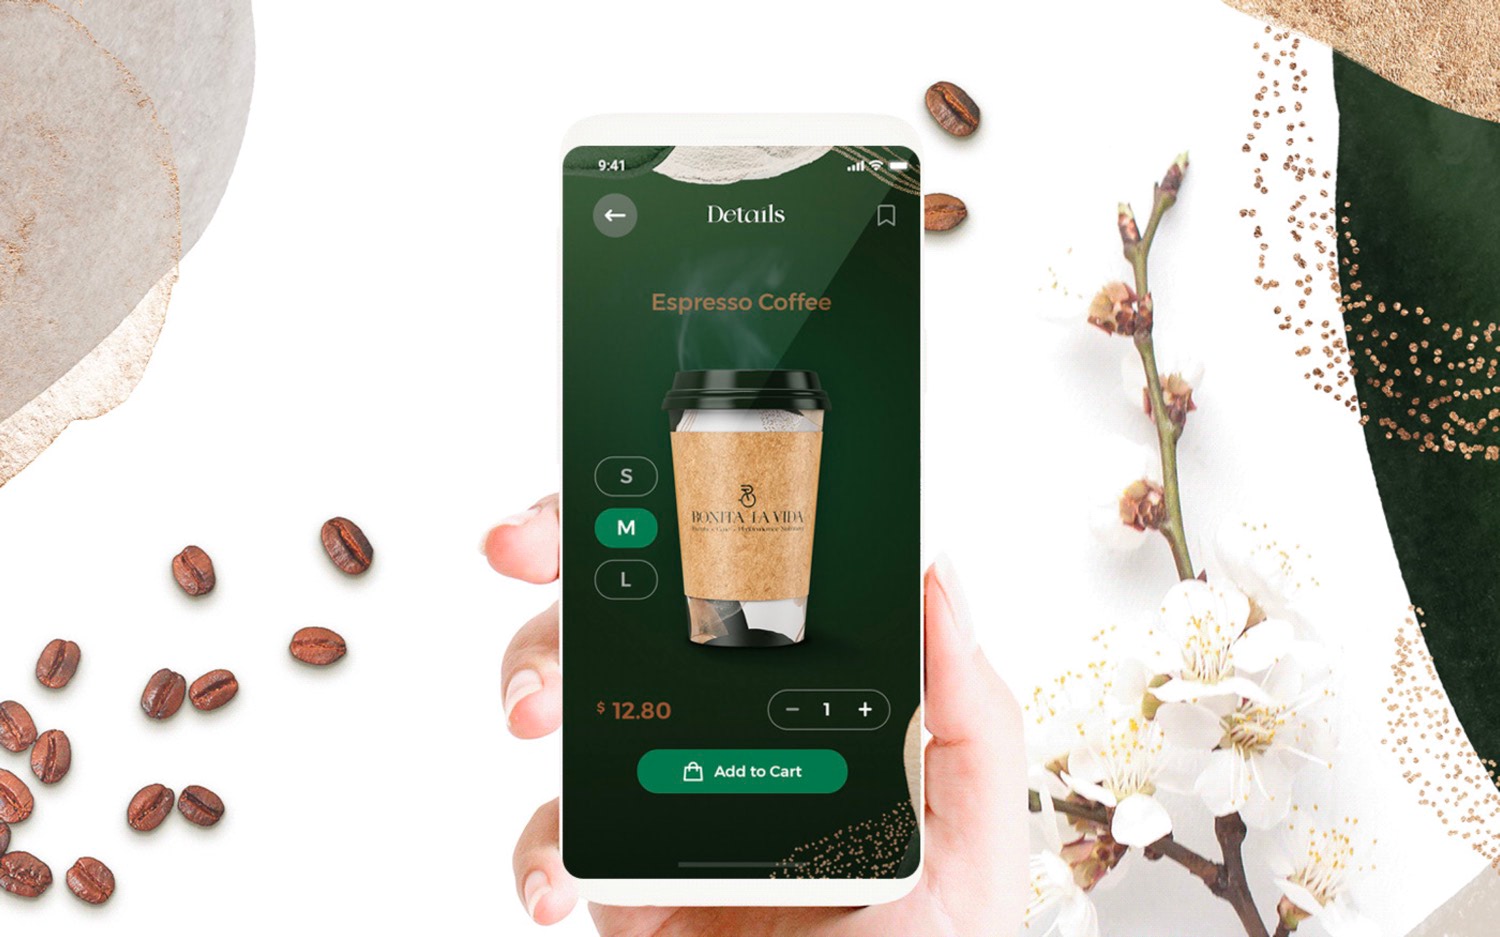 9:41
Details
Espresso Coffee
S
M
L
BONITA LA VIDA
$ 12.80
− 1 +
Add to Cart